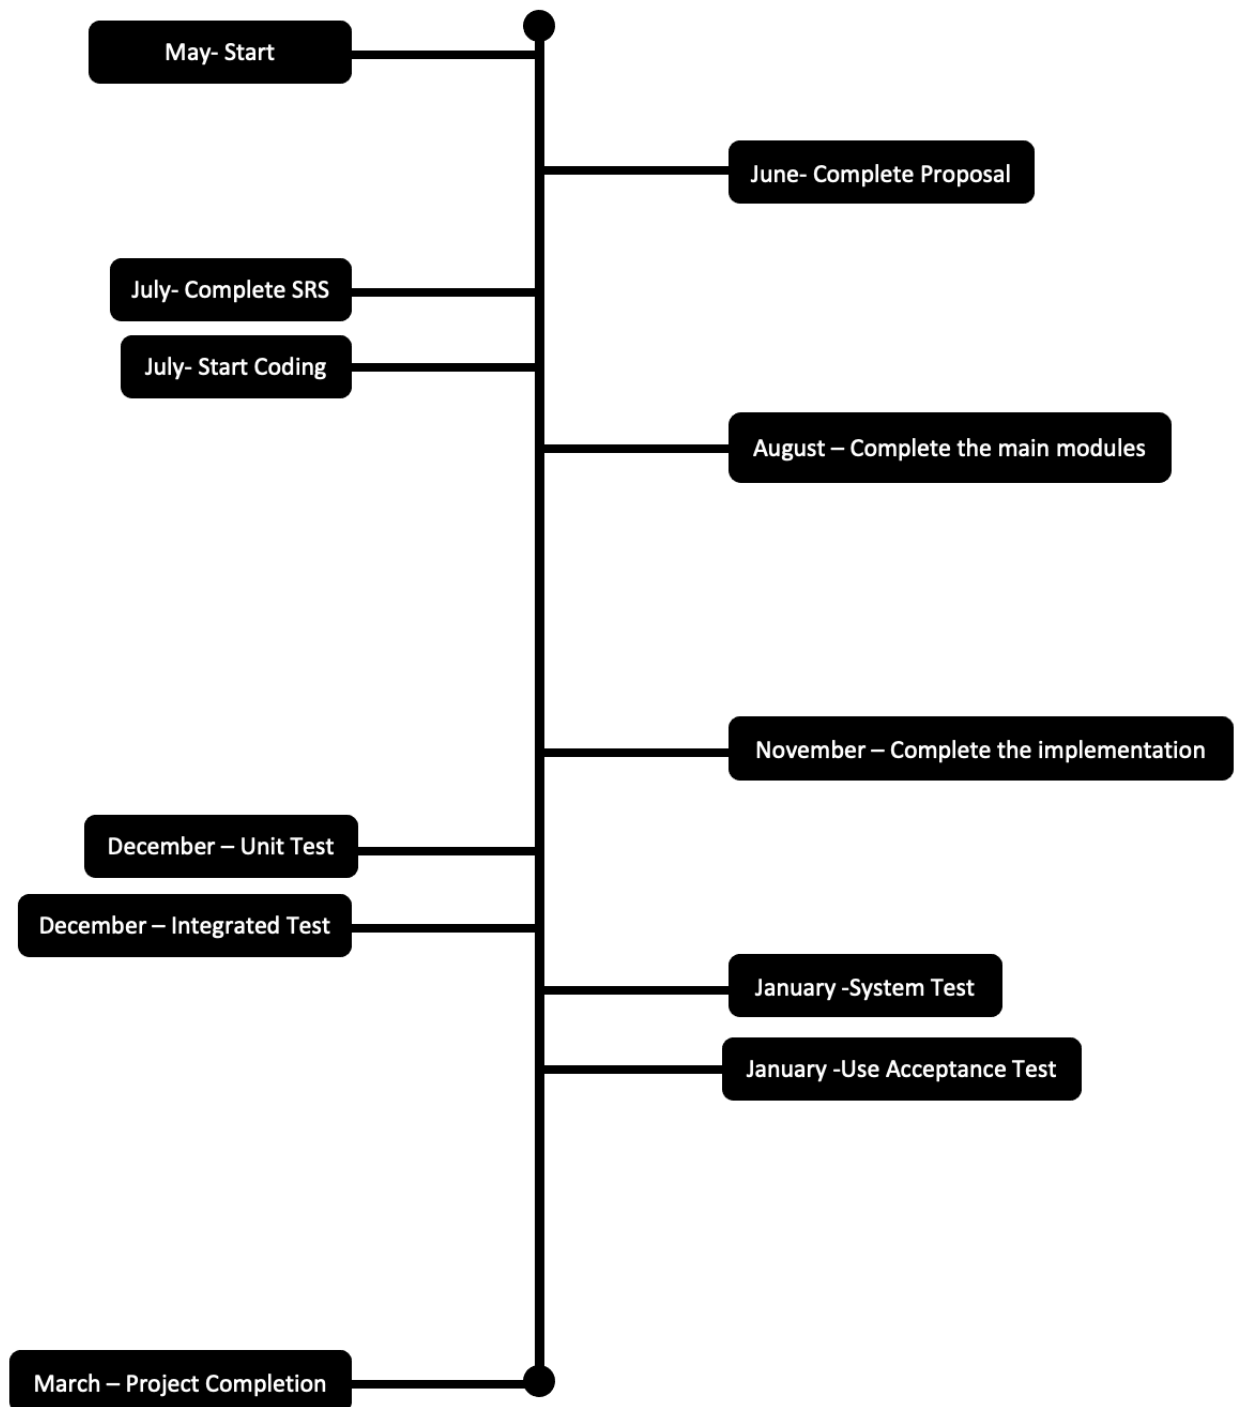 May- Start
June- Complete Proposal
July- Complete SRS
July- Start Coding
August – Complete the main modules
November – Complete the implementation
December – Unit Test
December – Integrated Test
January -System Test
January -Use Acceptance Test
March – Project Completion